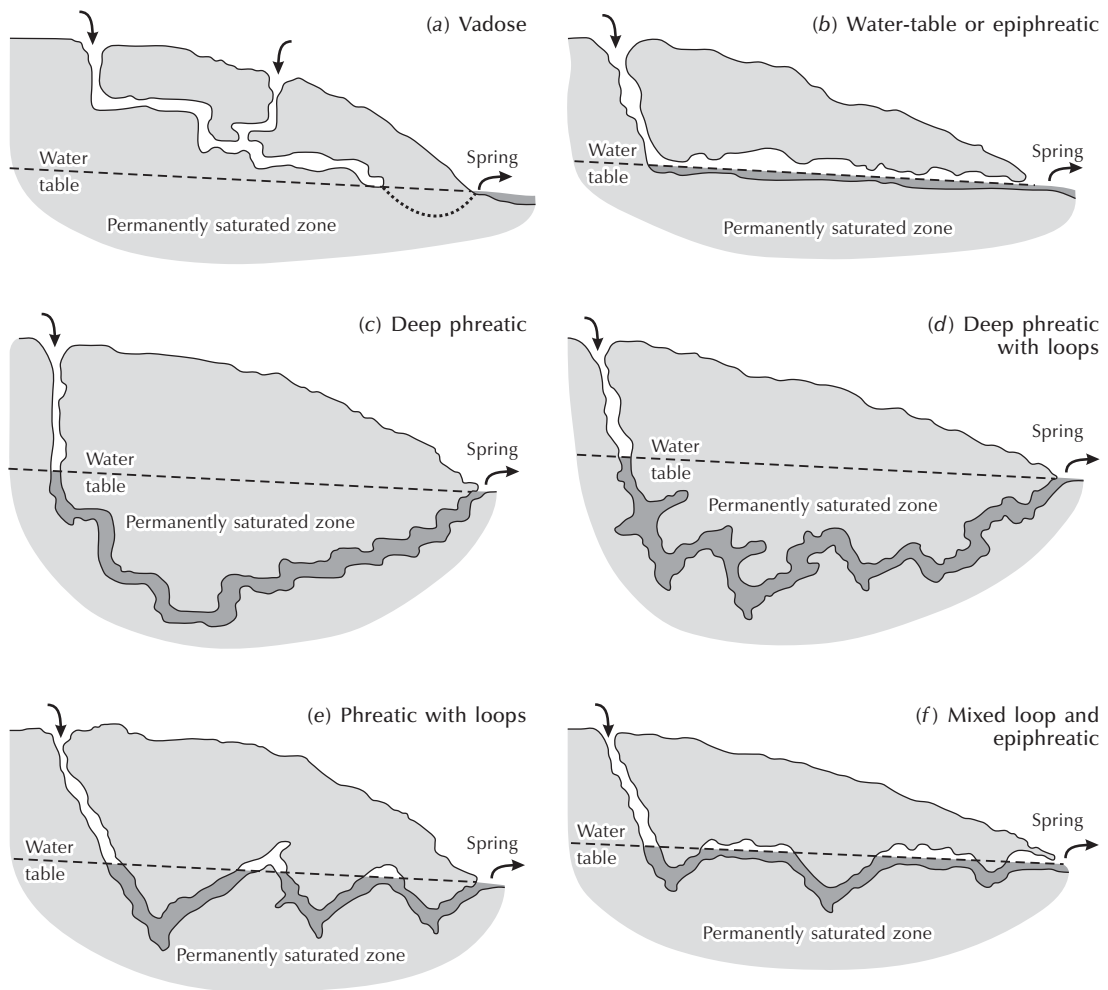 (a) Vadose
Water
table
Spring
Permanently saturated zone
(b) Water-table or epiphreatic
Water
table
Spring
Permanently saturated zone
(c) Deep phreatic
Water
table
Spring
Permanently saturated zone
(d) Deep phreatic
with loops
Water
table
Spring
Permanently saturated zone
(e) Phreatic with loops
Water
table
Spring
Permanently saturated zone
(f) Mixed loop and
epiphreatic
Water
table
Spring
Permanently saturated zone